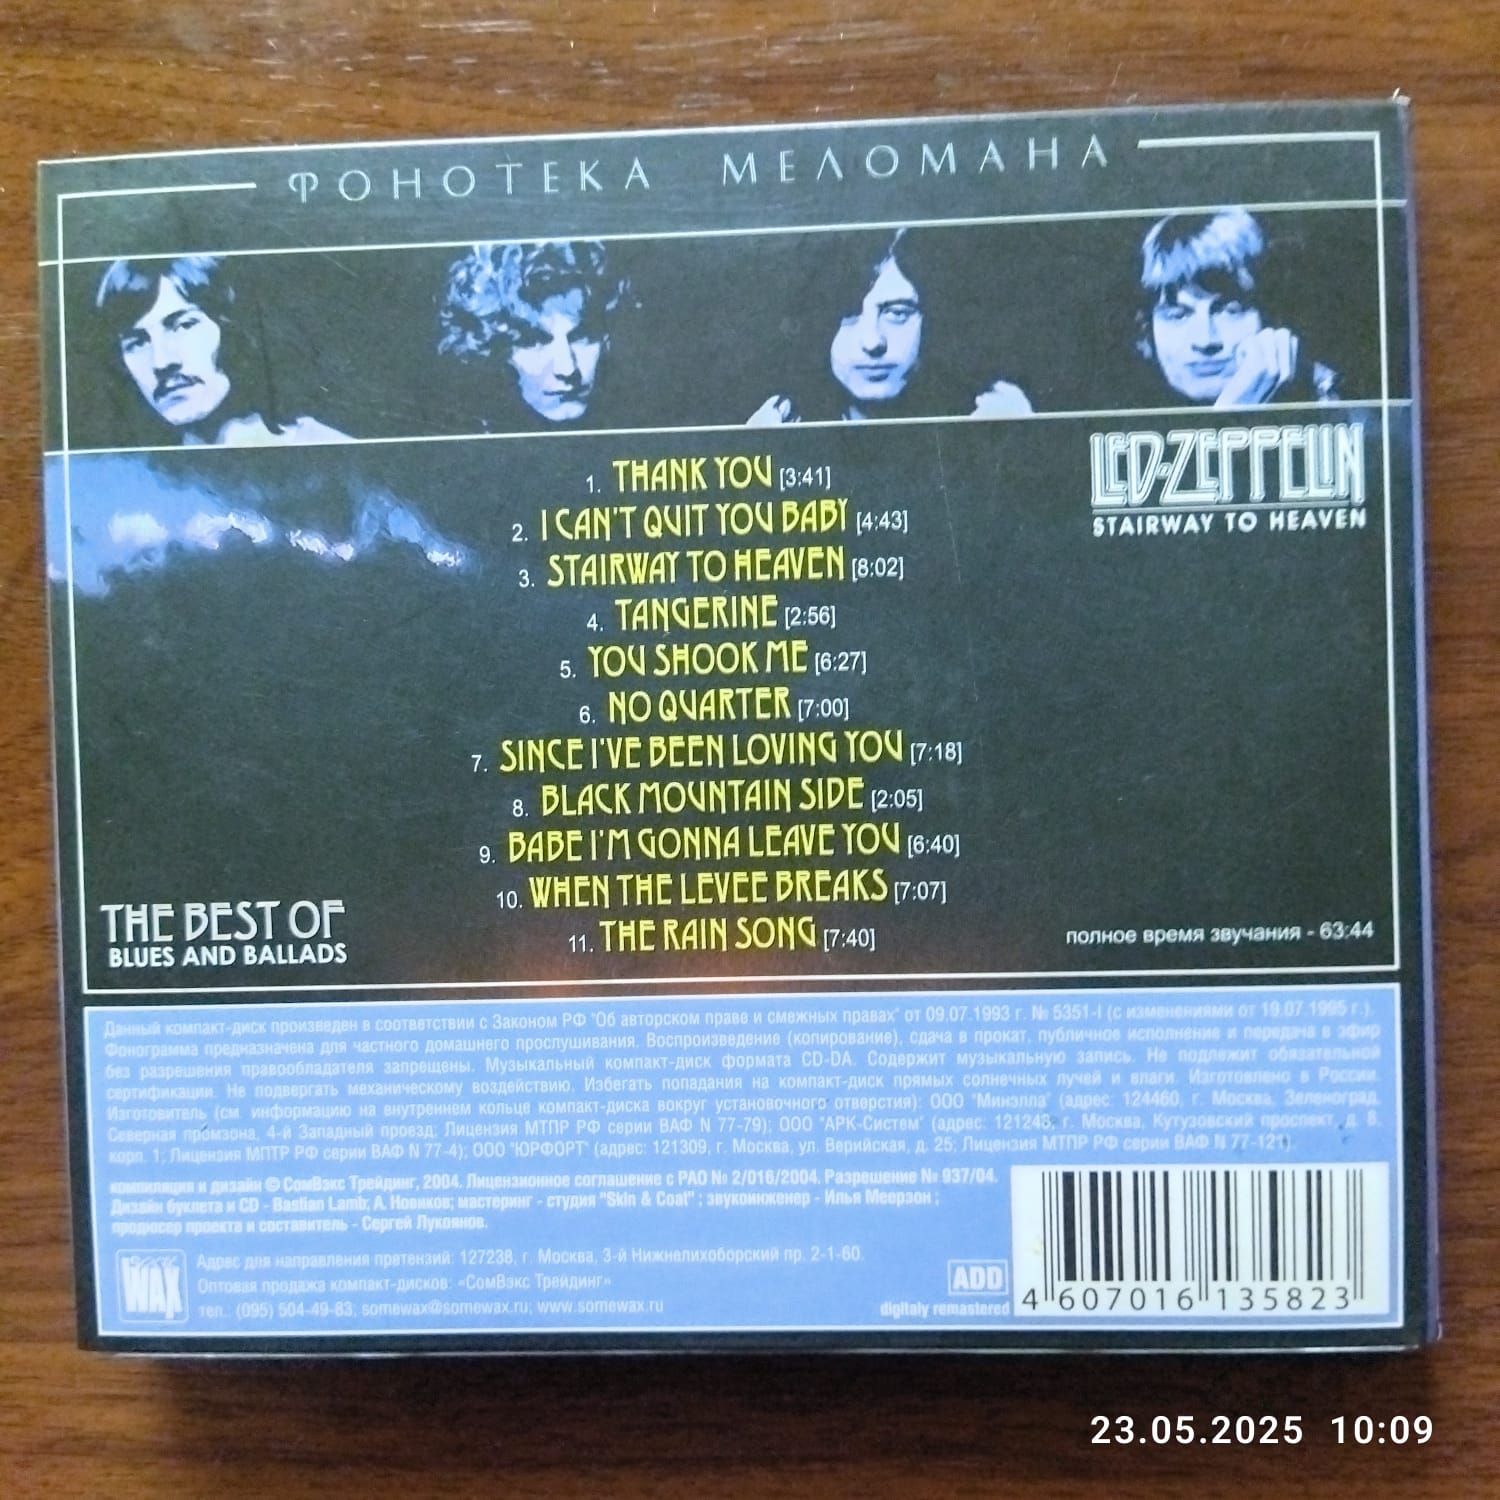 ФОНОТЕКА МЕЛОМАНА
LED-ZEPPELIN
STAIRWAY TO HEAVEN
1. THANK YOU [3:41]
2. I CAN'T QUIT YOU BABY [4:43]
3. STAIRWAY TO HEAVEN [8:02]
4. TANGERINE [2:56]
5. YOU SHOOK ME [6:27]
6. NO QUARTER [7:00]
7. SINCE I'VE BEEN LOVING YOU [7:18]
8. BLACK MOUNTAIN SIDE [2:05]
9. BABE I'M GONNA LEAVE YOU [6:40]
10. WHEN THE LEVEE BREAKS [7:07]
11. THE RAIN SONG [7:40]
THE BEST OF
BLUES AND BALLADS
полное время звучания - 63:44
Данный компакт-диск произведен в соответствии с Законом РФ "Об авторском праве и смежных правах" от 09.07.1993 г. № 5351-I (с изменениями от 19.07.1995 г.).
Фонограмма предназначена для частного домашнего прослушивания. Воспроизведение (копирование), сдача в прокат, публичное исполнение и передача в эфир
без разрешения правообладателя запрещены. Музыкальный компакт-диск формата CD-DA. Содержит музыкальную запись. Не подлежит обязательной
сертификации. Не подвергать механическому воздействию. Избегать попадания на компакт-диск прямых солнечных лучей и влаги. Изготовлено в России.
Изготовитель (см. информацию на внутреннем кольце компакт-диска вокруг установочного отверстия): ООО "Минэлла" (адрес: 124460, г. Москва, Зеленоград,
Северная промзона, 4-й Западный проезд; Лицензия МТПР РФ серии ВАФ N 77-79); ООО "АРК-Систем" (адрес: 121248, г. Москва, Кутузовский проспект, д. 8,
корп. 1; Лицензия МПТР РФ серии ВАФ N 77-4); ООО "ЮРФОРТ" (адрес: 121309, г. Москва, ул. Верийская, д. 25; Лицензия МТПР РФ серии ВАФ N 77-121).
компиляция и дизайн © СомВэкс Трейдинг, 2004. Лицензионное соглашение с РАО № 2/016/2004. Разрешение № 937/04.
Дизайн буклета и CD - Bastian Lamb; А. Новиков; мастеринг - студия "Skin & Coat" ; звукоинженер - Илья Меерзон ;
продюсер проекта и составитель - Сергей Лукоянов.
WAX
Адрес для направления претензий: 127238, г. Москва, 3-й Нижнелихоборский пр. 2-1-60.
Оптовая продажа компакт-дисков: «СомВэкс Трейдинг»
тел.: (095) 504-49-83; somewax@somewax.ru; www.somewax.ru
ADD
digitaly remastered
4 607016 135823
23.05.2025 10:09